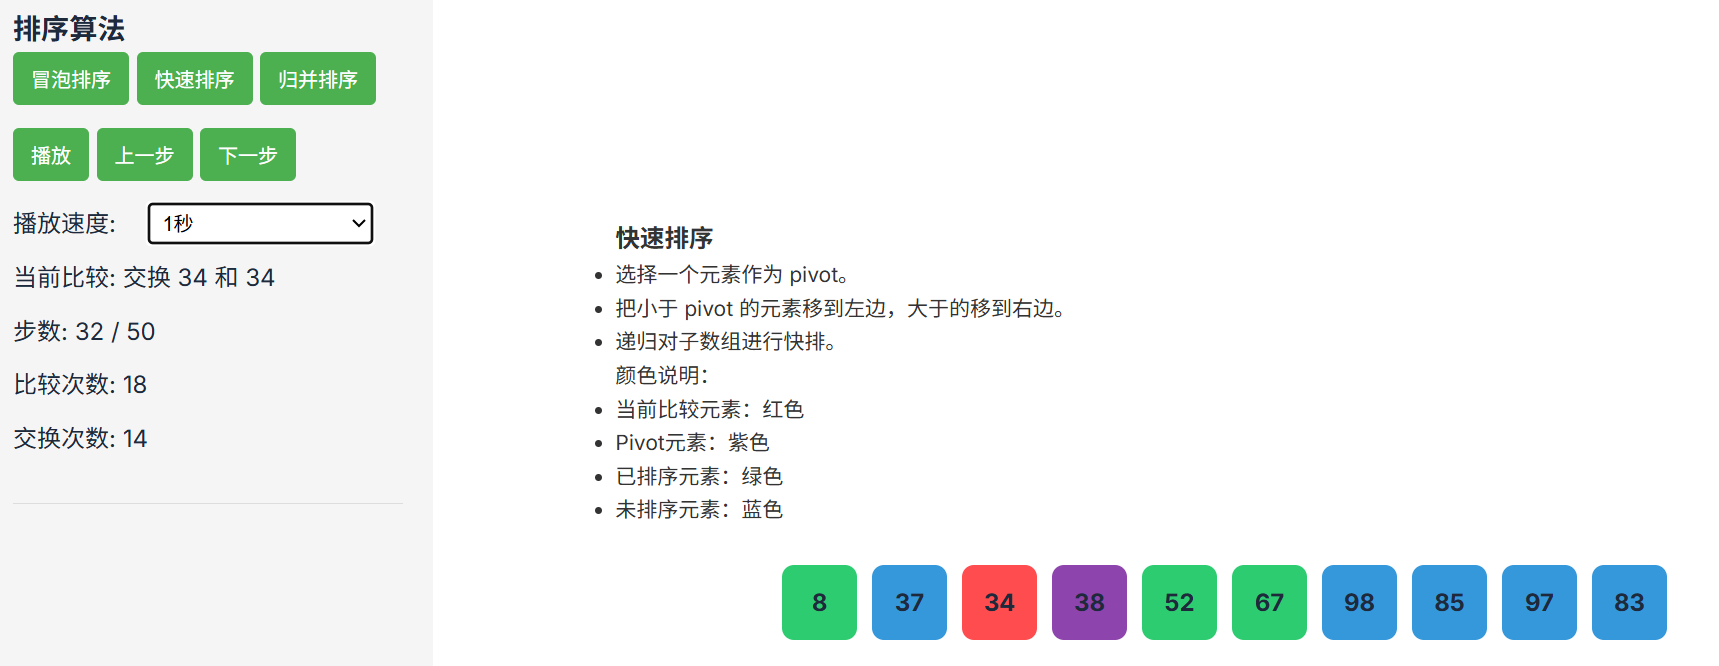 排序算法
冒泡排序 快速排序 归并排序
播放 上一步 下一步
播放速度: 1秒
当前比较: 交换 34 和 34
步数: 32 / 50
比较次数: 18
交换次数: 14
快速排序
选择一个元素作为 pivot。
把小于 pivot 的元素移到左边，大于的移到右边。
递归对子数组进行快排。
颜色说明：
当前比较元素：红色
Pivot元素：紫色
已排序元素：绿色
未排序元素：蓝色
8 37 34 38 52 67 98 85 97 83